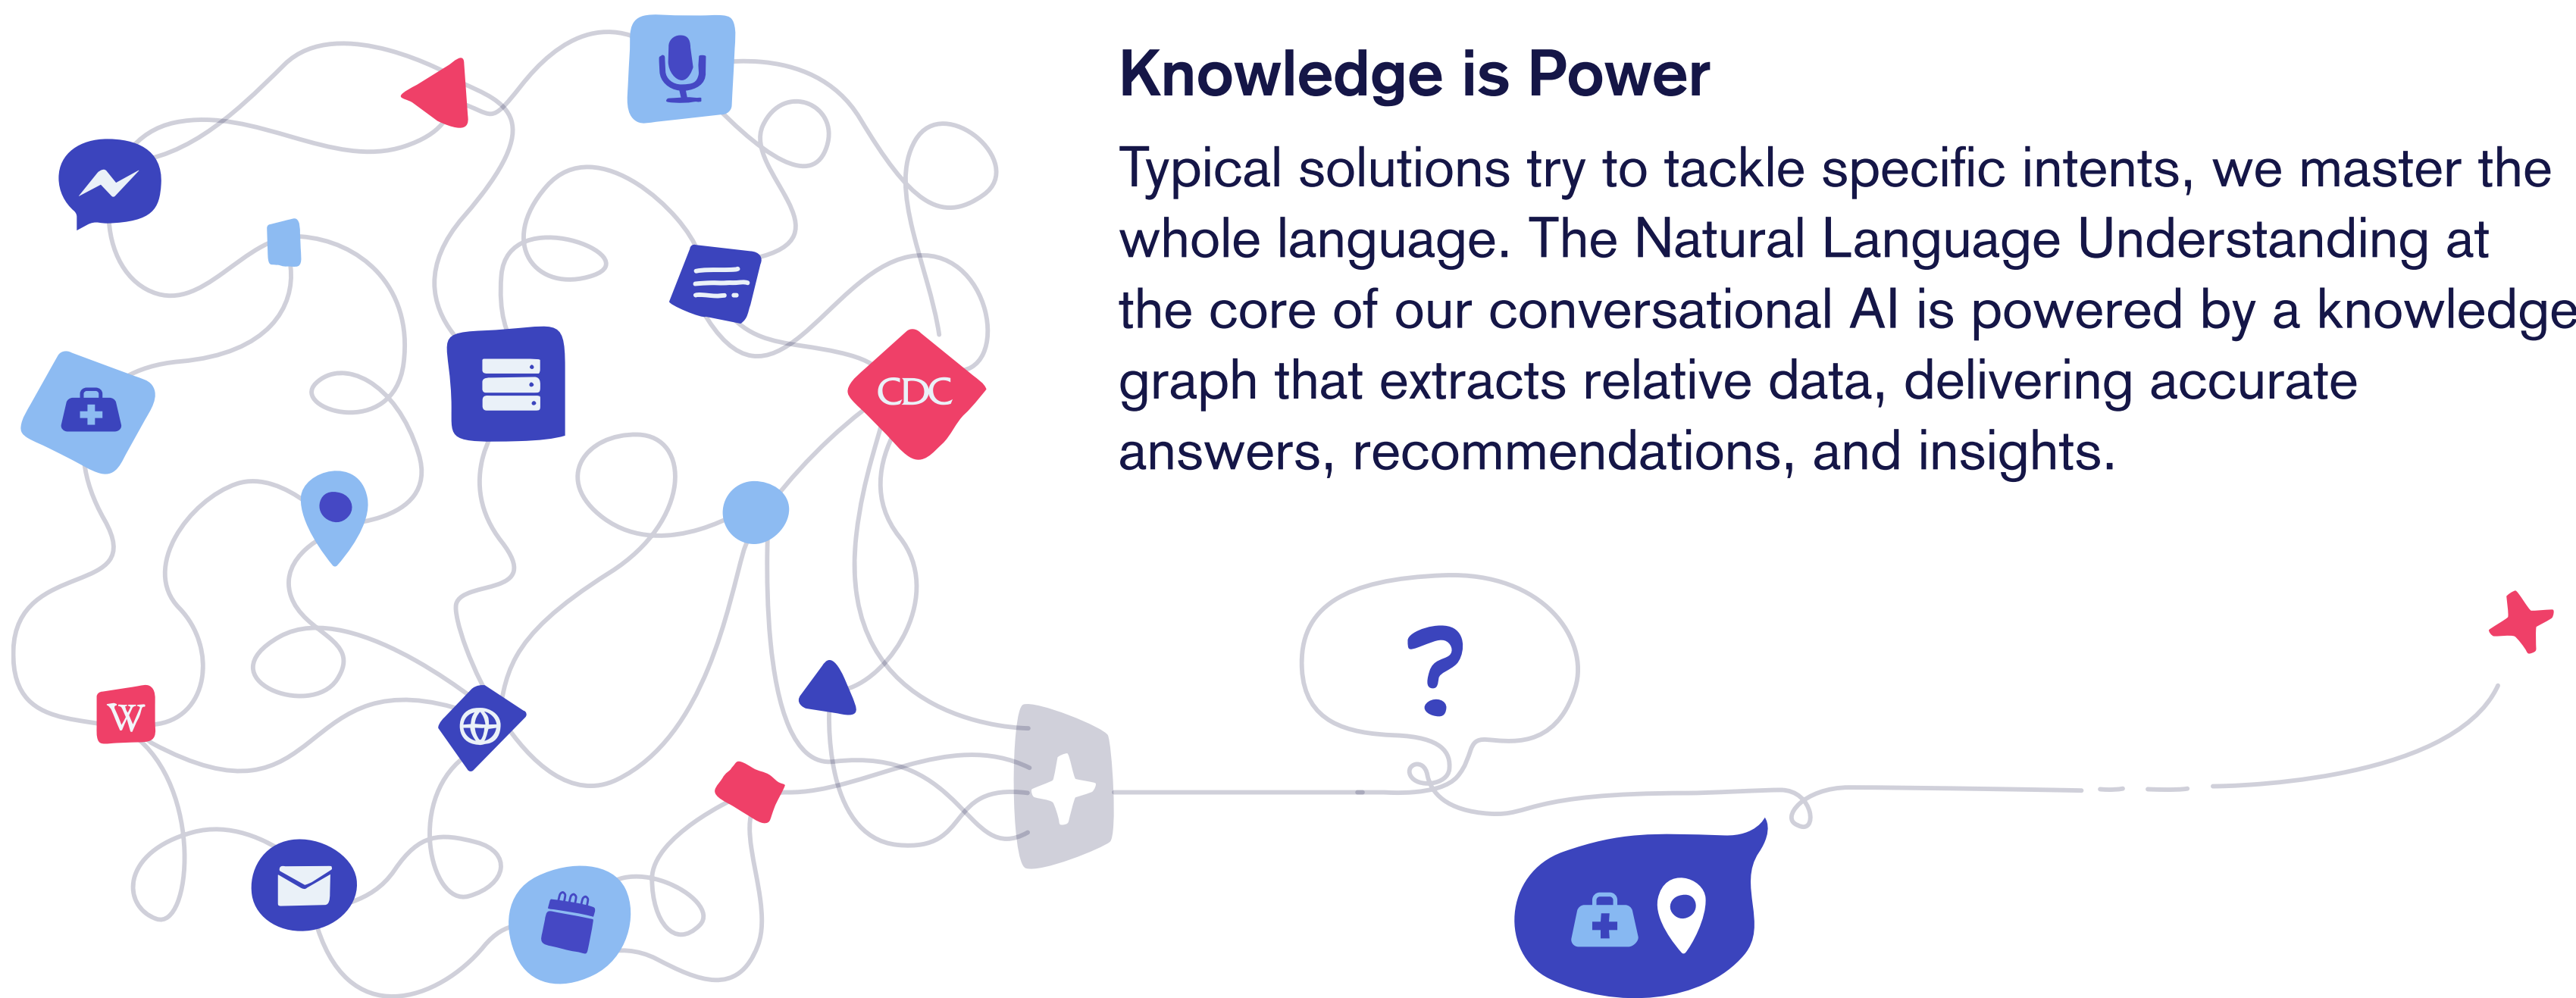 Knowledge is Power
Typical solutions try to tackle specific intents, we master the
whole language. The Natural Language Understanding at
the core of our conversational AI is powered by a knowledge
graph that extracts relative data, delivering accurate
answers, recommendations, and insights.
CDC
W
?